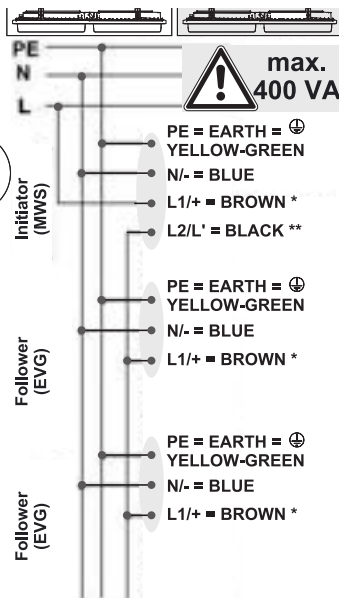 PE
N
L
max.
400 VA
Initiator
(MWS)
PE = EARTH =
YELLOW-GREEN
N/- = BLUE
L1/+ = BROWN *
L2/L' = BLACK **
Follower
(EVG)
PE = EARTH =
YELLOW-GREEN
N/- = BLUE
L1/+ = BROWN *
Follower
(EVG)
PE = EARTH =
YELLOW-GREEN
N/- = BLUE
L1/+ = BROWN *